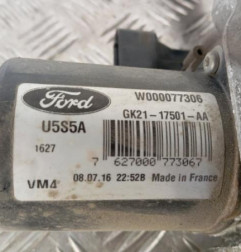 Ford
W000077306
U5S5A
GK21-17501-AA
1627
7 627000 773067
VM4 08.07.16 22:52B Made in France